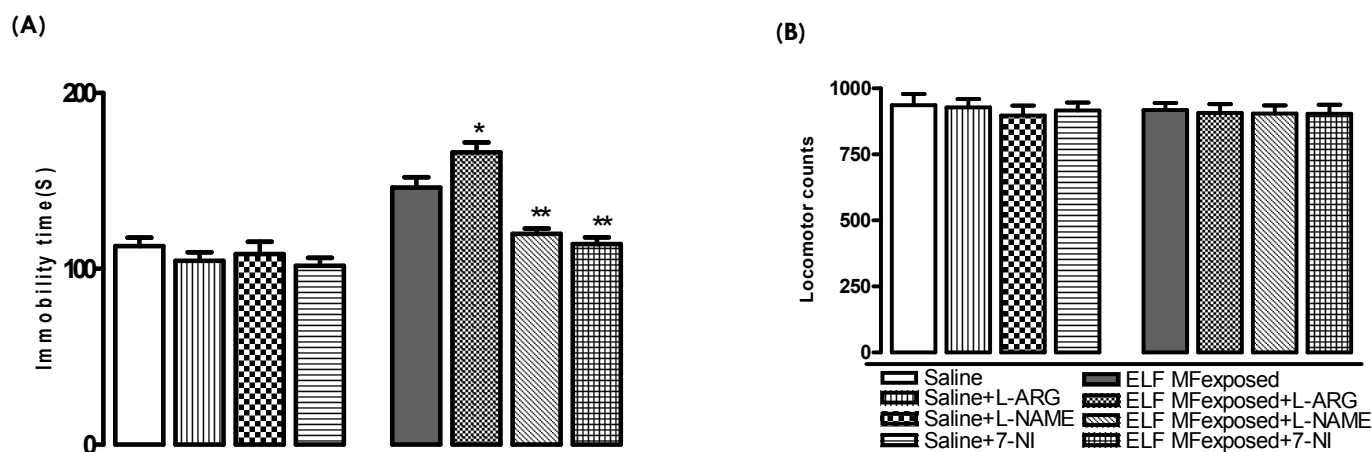 (A)
200
100
0
Immobility time(S)
*
**
**
(B)
1000
750
500
250
0
Locomotor counts
Saline
Saline+L-ARG
Saline+L-NAME
Saline+7-NI
ELF MFexposed
ELF MFexposed+L-ARG
ELF MFexposed+L-NAME
ELF MFexposed+7-NI